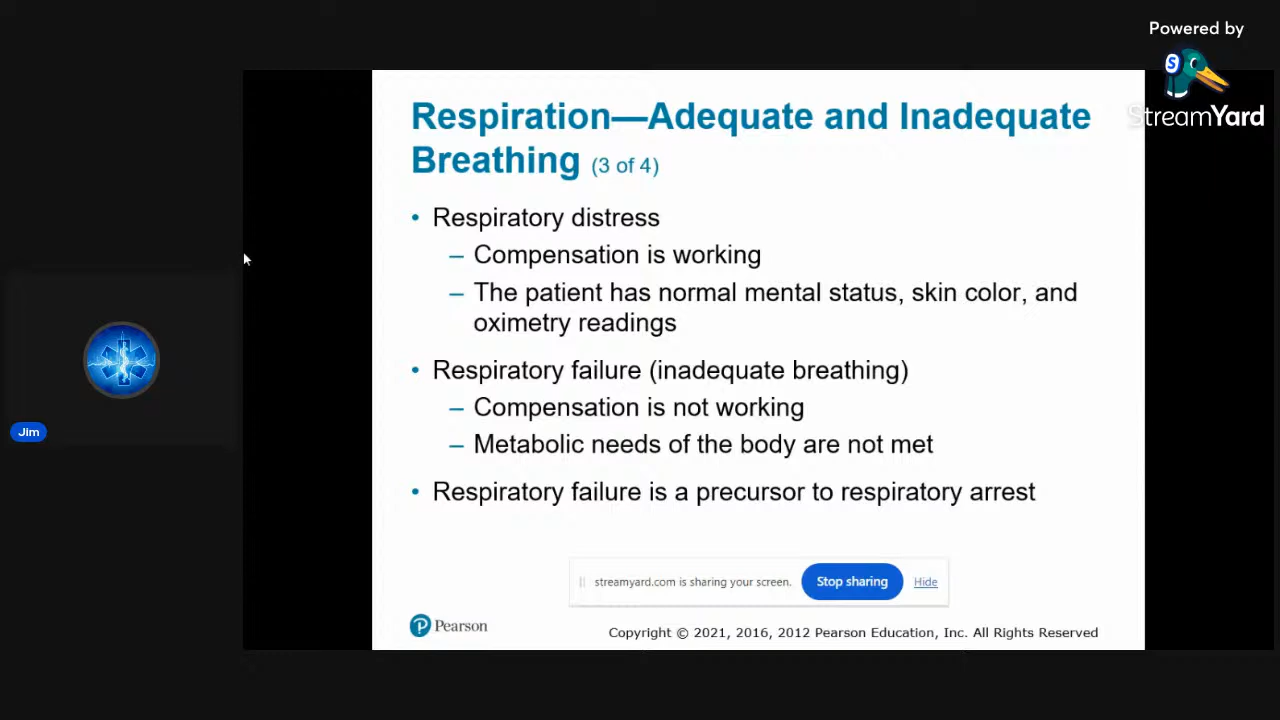 Powered by
StreamYard
Respiration—Adequate and Inadequate
Breathing (3 of 4)
• Respiratory distress
– Compensation is working
– The patient has normal mental status, skin color, and
oximetry readings
• Respiratory failure (inadequate breathing)
– Compensation is not working
– Metabolic needs of the body are not met
• Respiratory failure is a precursor to respiratory arrest
streamyard.com is sharing your screen. Stop sharing Hide
Pearson
Copyright © 2021, 2016, 2012 Pearson Education, Inc. All Rights Reserved
Jim